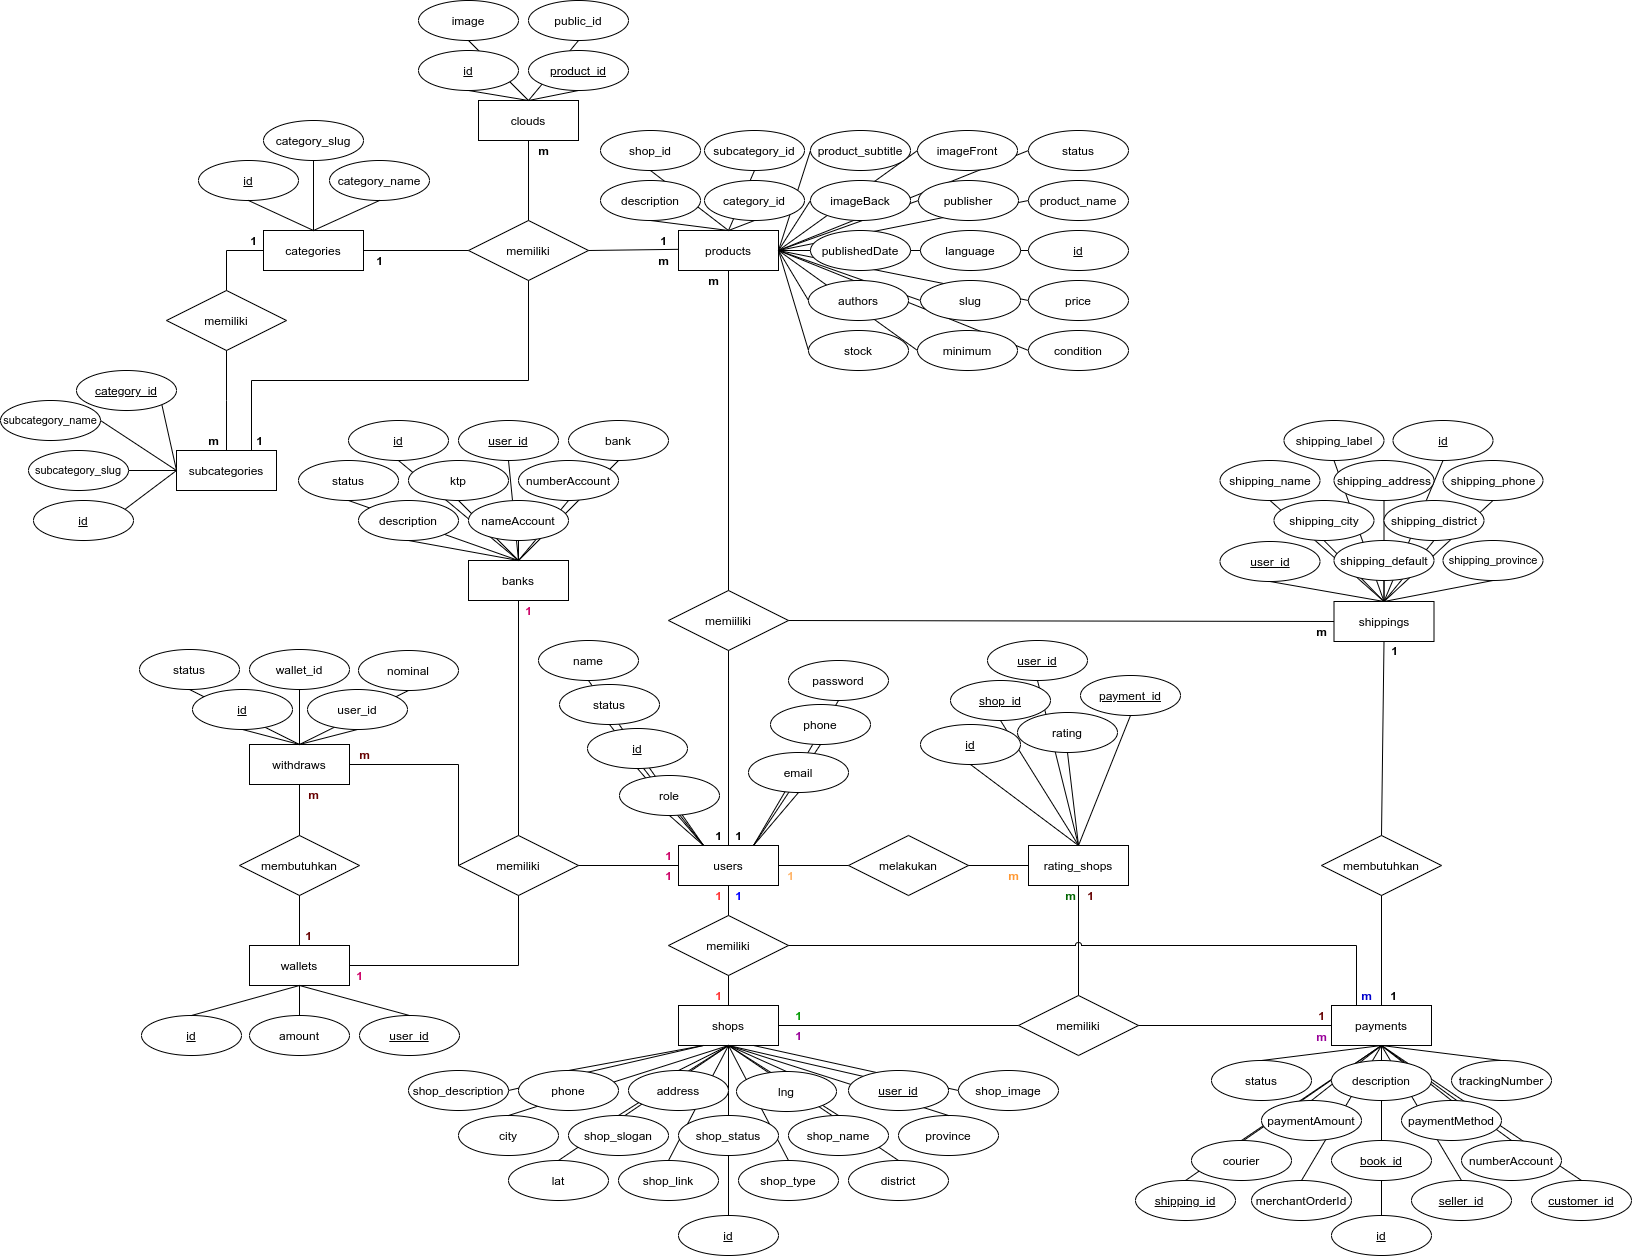 image
public_id
id
product_id
clouds
m
category_slug
id
category_name
categories
1
1
memiliki
1
m
m
products
shop_id
subcategory_id
product_subtitle
imageFront
status
description
category_id
imageBack
publisher
product_name
publishedDate
language
id
authors
slug
price
stock
minimum
condition
memiliki
category_id
subcategory_name
subcategory_slug
id
m
1
subcategories
id
user_id
bank
status
ktp
numberAccount
description
nameAccount
banks
1
shipping_label
id
shipping_name
shipping_address
shipping_phone
shipping_city
shipping_district
user_id
shipping_default
shipping_province
shippings
memiiliki
m
1
status
wallet_id
nominal
id
user_id
withdraws
m
m
name
status
id
role
password
phone
email
user_id
shop_id
payment_id
id
rating
1
1
membutuhkan
memiliki
1
1
users
1
melakukan
m
rating_shops
membutuhkan
1
1
m
1
1
wallets
1
memiliki
1
m
1
id
amount
user_id
shops
1
1
memiliki
1
m
payments
shop_description
phone
address
lng
user_id
shop_image
city
shop_slogan
shop_status
shop_name
province
lat
shop_link
shop_type
district
id
status
description
trackingNumber
paymentAmount
paymentMethod
courier
book_id
numberAccount
shipping_id
merchantOrderId
seller_id
customer_id
id